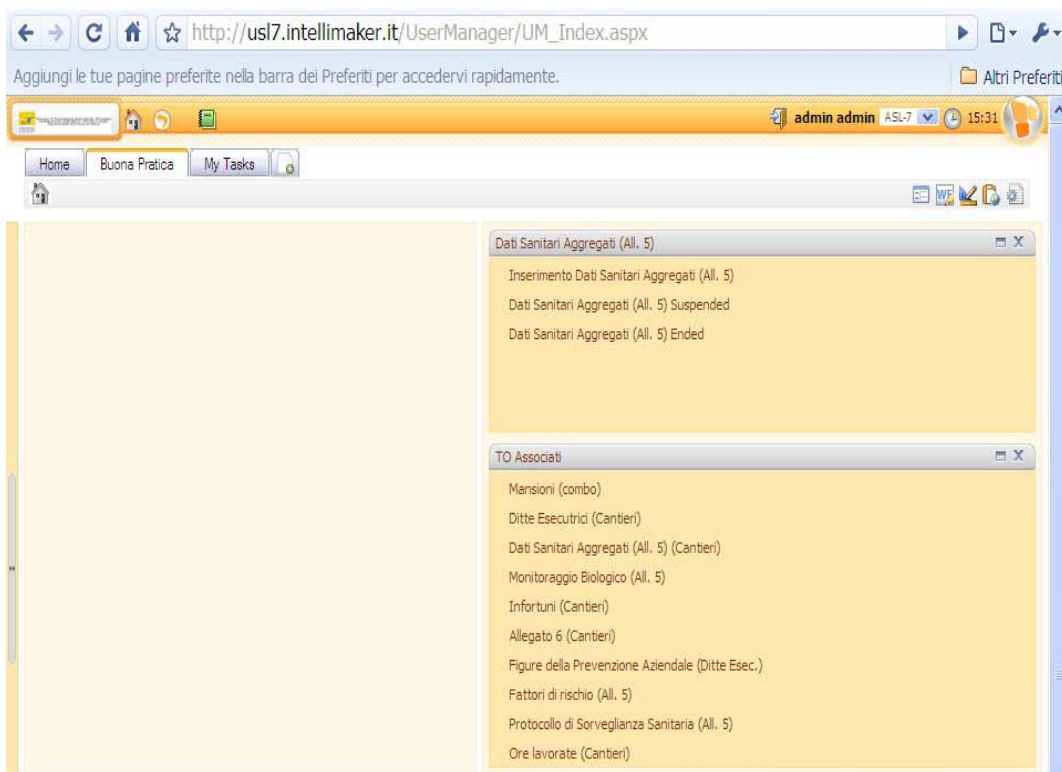 http://usl7.intellimaker.it/UserManager/UM_Index.aspx
Aggiungi le tue pagine preferite nella barra dei Preferiti per accedervi rapidamente.
Altri Preferiti
admin admin ASL-7 15:31
Home Buona Pratica My Tasks
WF
Dati Sanitari Aggregati (All. 5)
Inserimento Dati Sanitari Aggregati (All. 5)
Dati Sanitari Aggregati (All. 5) Suspended
Dati Sanitari Aggregati (All. 5) Ended
TO Associati
Mansioni (combo)
Ditte Esecutrici (Cantieri)
Dati Sanitari Aggregati (All. 5) (Cantieri)
Monitoraggio Biologico (All. 5)
Infortuni (Cantieri)
Allegato 6 (Cantieri)
Figure della Prevenzione Aziendale (Ditte Esec.)
Fattori di rischio (All. 5)
Protocollo di Sorveglianza Sanitaria (All. 5)
Ore lavorate (Cantieri)